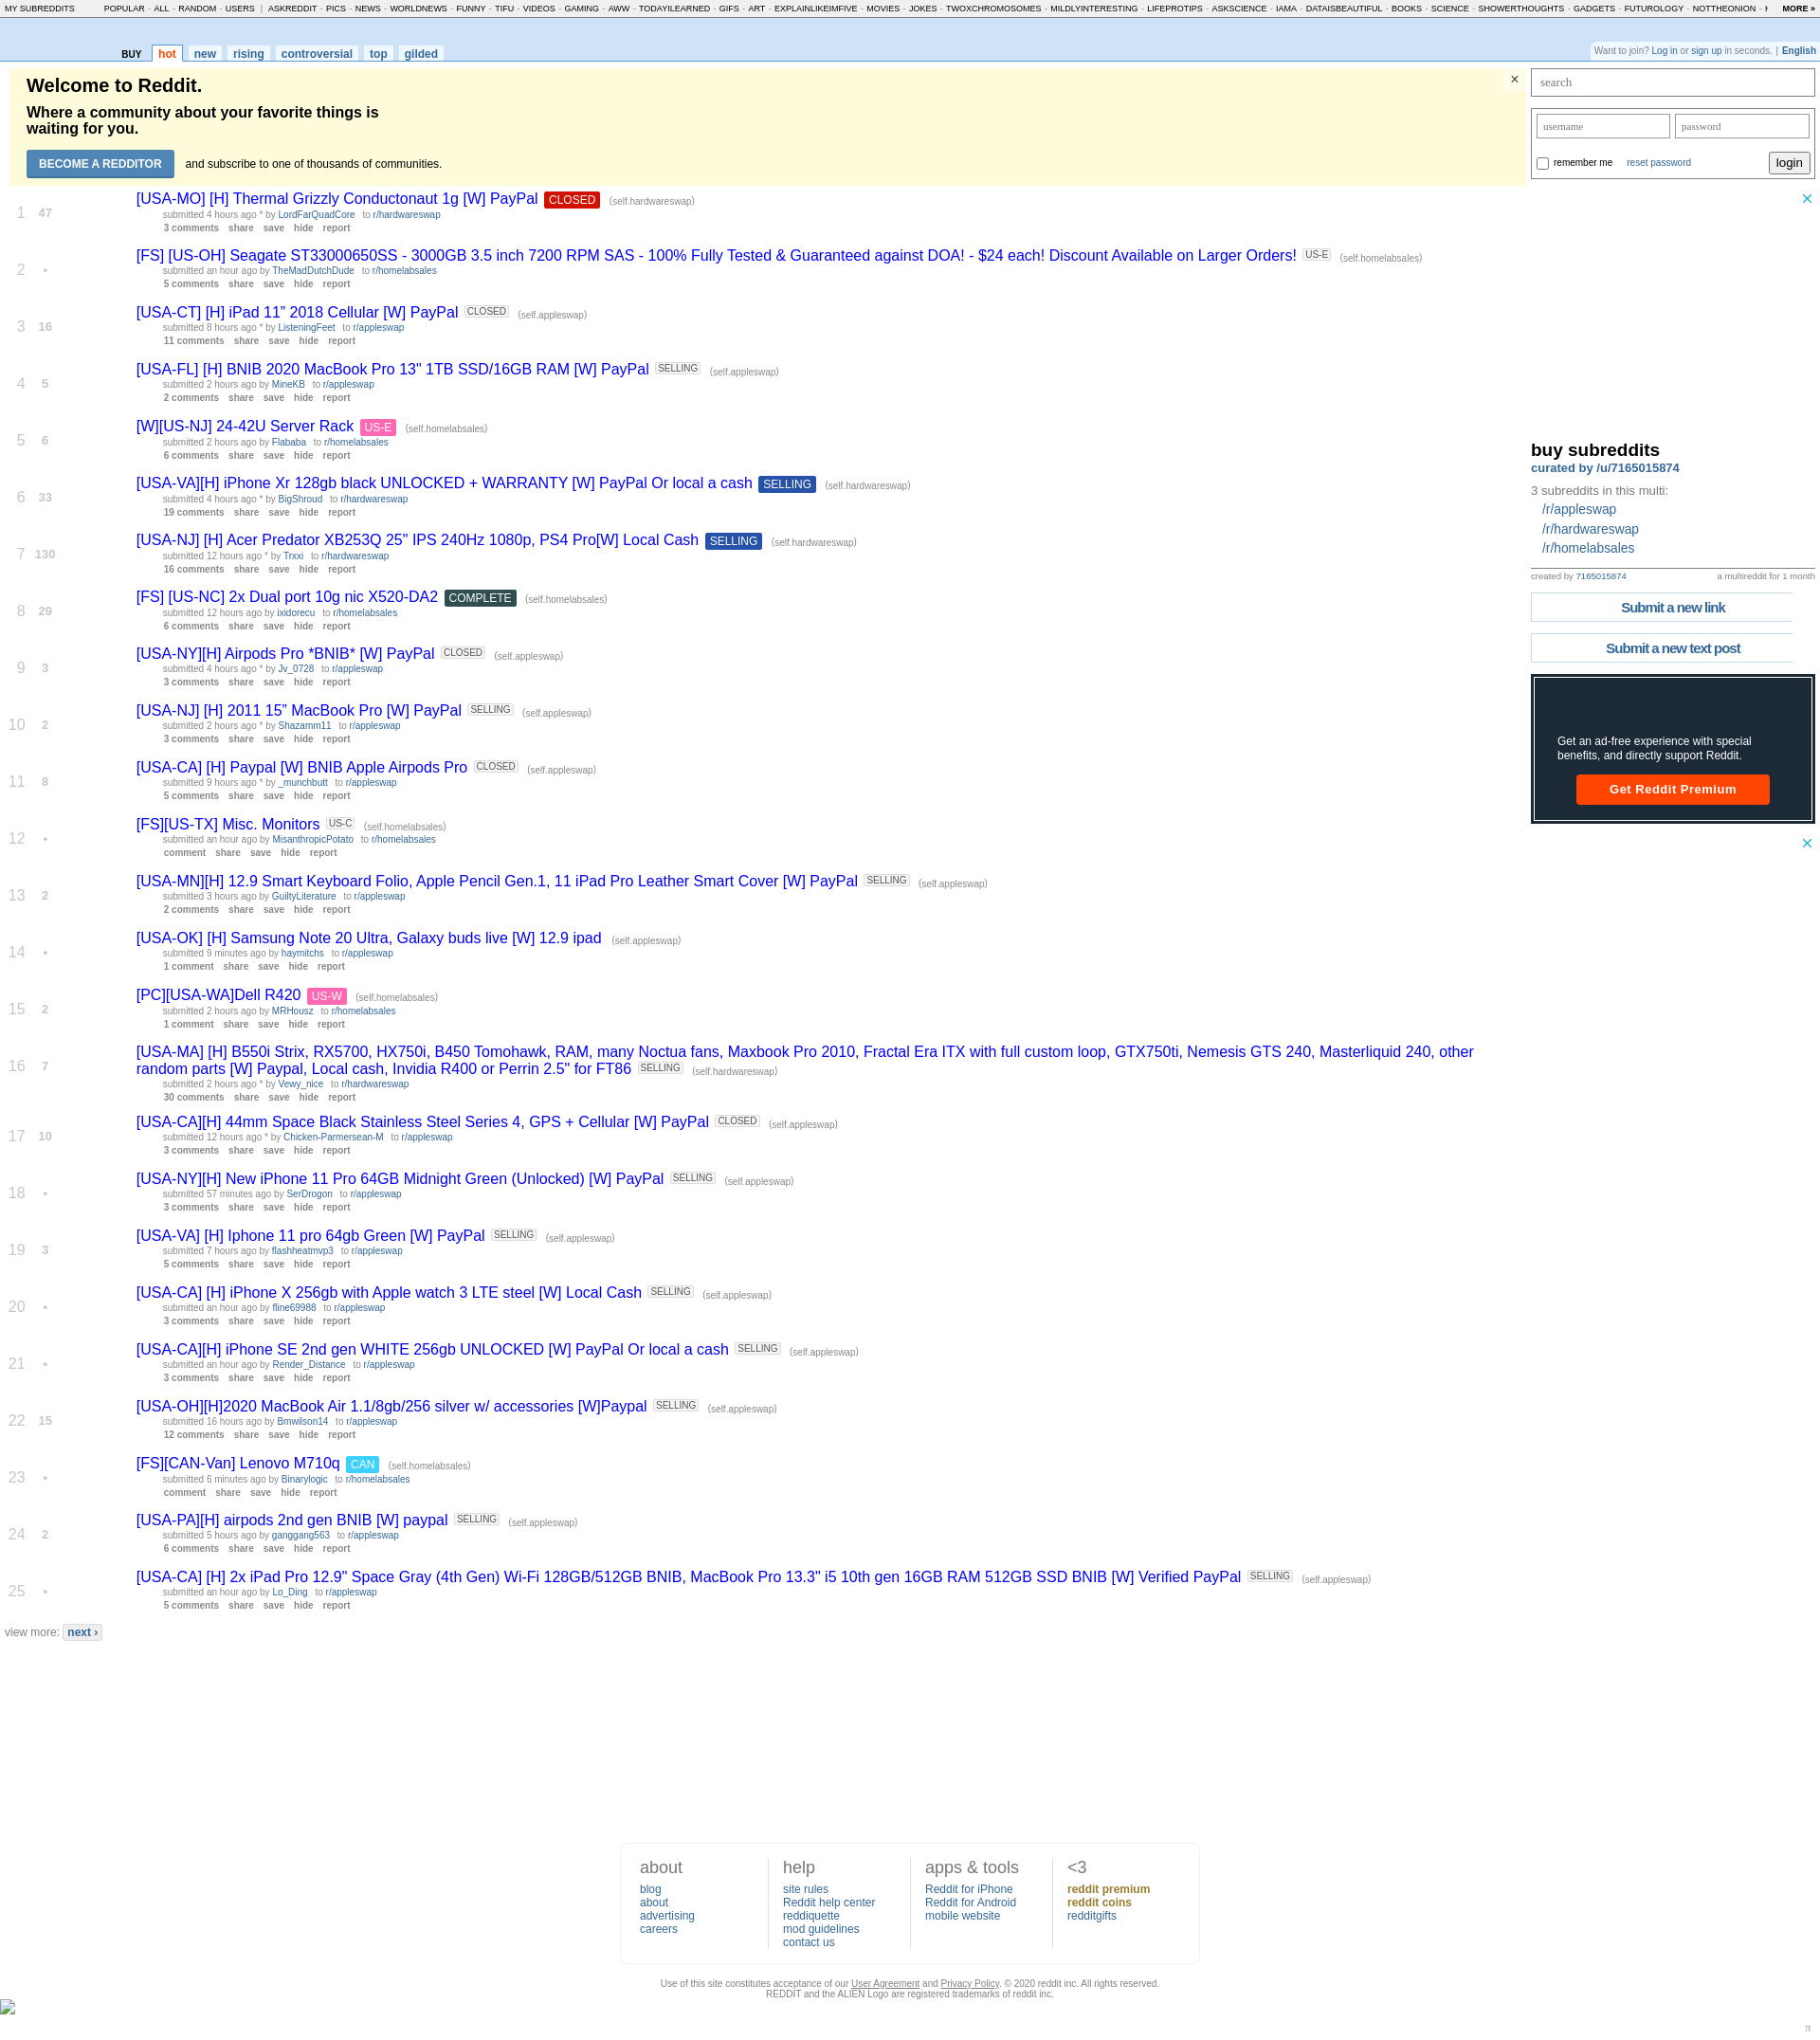 MY SUBREDDITS POPULAR - ALL - RANDOM - USERS | ASKREDDIT - PICS - NEWS - WORLDNEWS - FUNNY - TIFU - VIDEOS - GAMING - AWW - TODAYILEARNED - GIFS - ART - EXPLAINLIKEIMFIVE - MOVIES - JOKES - TWOXCHROMOSOMES - MILDLYINTERESTING - LIFEPROTIPS - ASKSCIENCE - IAMA - DATAISBEAUTIFUL - BOOKS - SCIENCE - SHOWERTHOUGHTS - GADGETS - FUTUROLOGY - NOTTHEONION - MORE »
BUY hot new rising controversial top gilded
Want to join? Log in or sign up in seconds. | English
Welcome to Reddit.
Where a community about your favorite things is
waiting for you.
BECOME A REDDITOR and subscribe to one of thousands of communities.
×
1 47 [USA-MO] [H] Thermal Grizzly Conductonaut 1g [W] PayPal CLOSED (self.hardwareswap)
submitted 4 hours ago * by LordFarQuadCore to r/hardwareswap
3 comments share save hide report
2 • [FS] [US-OH] Seagate ST33000650SS - 3000GB 3.5 inch 7200 RPM SAS - 100% Fully Tested & Guaranteed against DOA! - $24 each! Discount Available on Larger Orders! US-E (self.homelabsales)
submitted an hour ago by TheMadDutchDude to r/homelabsales
5 comments share save hide report
3 16 [USA-CT] [H] iPad 11” 2018 Cellular [W] PayPal CLOSED (self.appleswap)
submitted 8 hours ago * by ListeningFeet to r/appleswap
11 comments share save hide report
4 5 [USA-FL] [H] BNIB 2020 MacBook Pro 13" 1TB SSD/16GB RAM [W] PayPal SELLING (self.appleswap)
submitted 2 hours ago by MineKB to r/appleswap
2 comments share save hide report
5 6 [W][US-NJ] 24-42U Server Rack US-E (self.homelabsales)
submitted 2 hours ago by Flababa to r/homelabsales
6 comments share save hide report
6 33 [USA-VA][H] iPhone Xr 128gb black UNLOCKED + WARRANTY [W] PayPal Or local a cash SELLING (self.hardwareswap)
submitted 4 hours ago * by BigShroud to r/hardwareswap
19 comments share save hide report
7 130 [USA-NJ] [H] Acer Predator XB253Q 25" IPS 240Hz 1080p, PS4 Pro[W] Local Cash SELLING (self.hardwareswap)
submitted 12 hours ago * by Trxxi to r/hardwareswap
16 comments share save hide report
8 29 [FS] [US-NC] 2x Dual port 10g nic X520-DA2 COMPLETE (self.homelabsales)
submitted 12 hours ago by ixidorecu to r/homelabsales
6 comments share save hide report
9 3 [USA-NY][H] Airpods Pro *BNIB* [W] PayPal CLOSED (self.appleswap)
submitted 4 hours ago * by Jv_0728 to r/appleswap
3 comments share save hide report
10 2 [USA-NJ] [H] 2011 15” MacBook Pro [W] PayPal SELLING (self.appleswap)
submitted 2 hours ago * by Shazamm11 to r/appleswap
3 comments share save hide report
11 8 [USA-CA] [H] Paypal [W] BNIB Apple Airpods Pro CLOSED (self.appleswap)
submitted 9 hours ago * by _munchbutt to r/appleswap
5 comments share save hide report
12 • [FS][US-TX] Misc. Monitors US-C (self.homelabsales)
submitted an hour ago by MisanthropicPotato to r/homelabsales
comment share save hide report
13 2 [USA-MN][H] 12.9 Smart Keyboard Folio, Apple Pencil Gen.1, 11 iPad Pro Leather Smart Cover [W] PayPal SELLING (self.appleswap)
submitted 3 hours ago by GuiltyLiterature to r/appleswap
2 comments share save hide report
14 • [USA-OK] [H] Samsung Note 20 Ultra, Galaxy buds live [W] 12.9 ipad (self.appleswap)
submitted 9 minutes ago by haymitchs to r/appleswap
1 comment share save hide report
15 2 [PC][USA-WA]Dell R420 US-W (self.homelabsales)
submitted 2 hours ago by MRHousz to r/homelabsales
1 comment share save hide report
16 7 [USA-MA] [H] B550i Strix, RX5700, HX750i, B450 Tomohawk, RAM, many Noctua fans, Maxbook Pro 2010, Fractal Era ITX with full custom loop, GTX750ti, Nemesis GTS 240, Masterliquid 240, other
random parts [W] Paypal, Local cash, Invidia R400 or Perrin 2.5" for FT86 SELLING (self.hardwareswap)
submitted 2 hours ago * by Vewy_nice to r/hardwareswap
30 comments share save hide report
17 10 [USA-CA][H] 44mm Space Black Stainless Steel Series 4, GPS + Cellular [W] PayPal CLOSED (self.appleswap)
submitted 12 hours ago * by Chicken-Parmersean-M to r/appleswap
3 comments share save hide report
18 • [USA-NY][H] New iPhone 11 Pro 64GB Midnight Green (Unlocked) [W] PayPal SELLING (self.appleswap)
submitted 57 minutes ago by SerDrogon to r/appleswap
3 comments share save hide report
19 3 [USA-VA] [H] Iphone 11 pro 64gb Green [W] PayPal SELLING (self.appleswap)
submitted 7 hours ago by flashheatmvp3 to r/appleswap
5 comments share save hide report
20 • [USA-CA] [H] iPhone X 256gb with Apple watch 3 LTE steel [W] Local Cash SELLING (self.appleswap)
submitted an hour ago by fline69988 to r/appleswap
3 comments share save hide report
21 • [USA-CA][H] iPhone SE 2nd gen WHITE 256gb UNLOCKED [W] PayPal Or local a cash SELLING (self.appleswap)
submitted an hour ago by Render_Distance to r/appleswap
3 comments share save hide report
22 15 [USA-OH][H]2020 MacBook Air 1.1/8gb/256 silver w/ accessories [W]Paypal SELLING (self.appleswap)
submitted 16 hours ago by Bmwilson14 to r/appleswap
12 comments share save hide report
23 • [FS][CAN-Van] Lenovo M710q CAN (self.homelabsales)
submitted 6 minutes ago by Binarylogic to r/homelabsales
comment share save hide report
24 2 [USA-PA][H] airpods 2nd gen BNIB [W] paypal SELLING (self.appleswap)
submitted 5 hours ago by ganggang563 to r/appleswap
6 comments share save hide report
25 • [USA-CA] [H] 2x iPad Pro 12.9" Space Gray (4th Gen) Wi-Fi 128GB/512GB BNIB, MacBook Pro 13.3" i5 10th gen 16GB RAM 512GB SSD BNIB [W] Verified PayPal SELLING (self.appleswap)
submitted an hour ago by Lo_Ding to r/appleswap
5 comments share save hide report
view more: next ›
search
username password
remember me reset password login
×
buy subreddits
curated by /u/7165015874
3 subreddits in this multi:
/r/appleswap
/r/hardwareswap
/r/homelabsales
created by 7165015874 a multireddit for 1 month
Submit a new link
Submit a new text post
Get an ad-free experience with special
benefits, and directly support Reddit.
Get Reddit Premium
×
about help apps & tools <3
blog site rules Reddit for iPhone reddit premium
about Reddit help center Reddit for Android reddit coins
advertising reddiquette mobile website redditgifts
careers mod guidelines
contact us
Use of this site constitutes acceptance of our User Agreement and Privacy Policy. © 2020 reddit inc. All rights reserved.
REDDIT and the ALIEN Logo are registered trademarks of reddit inc.
π